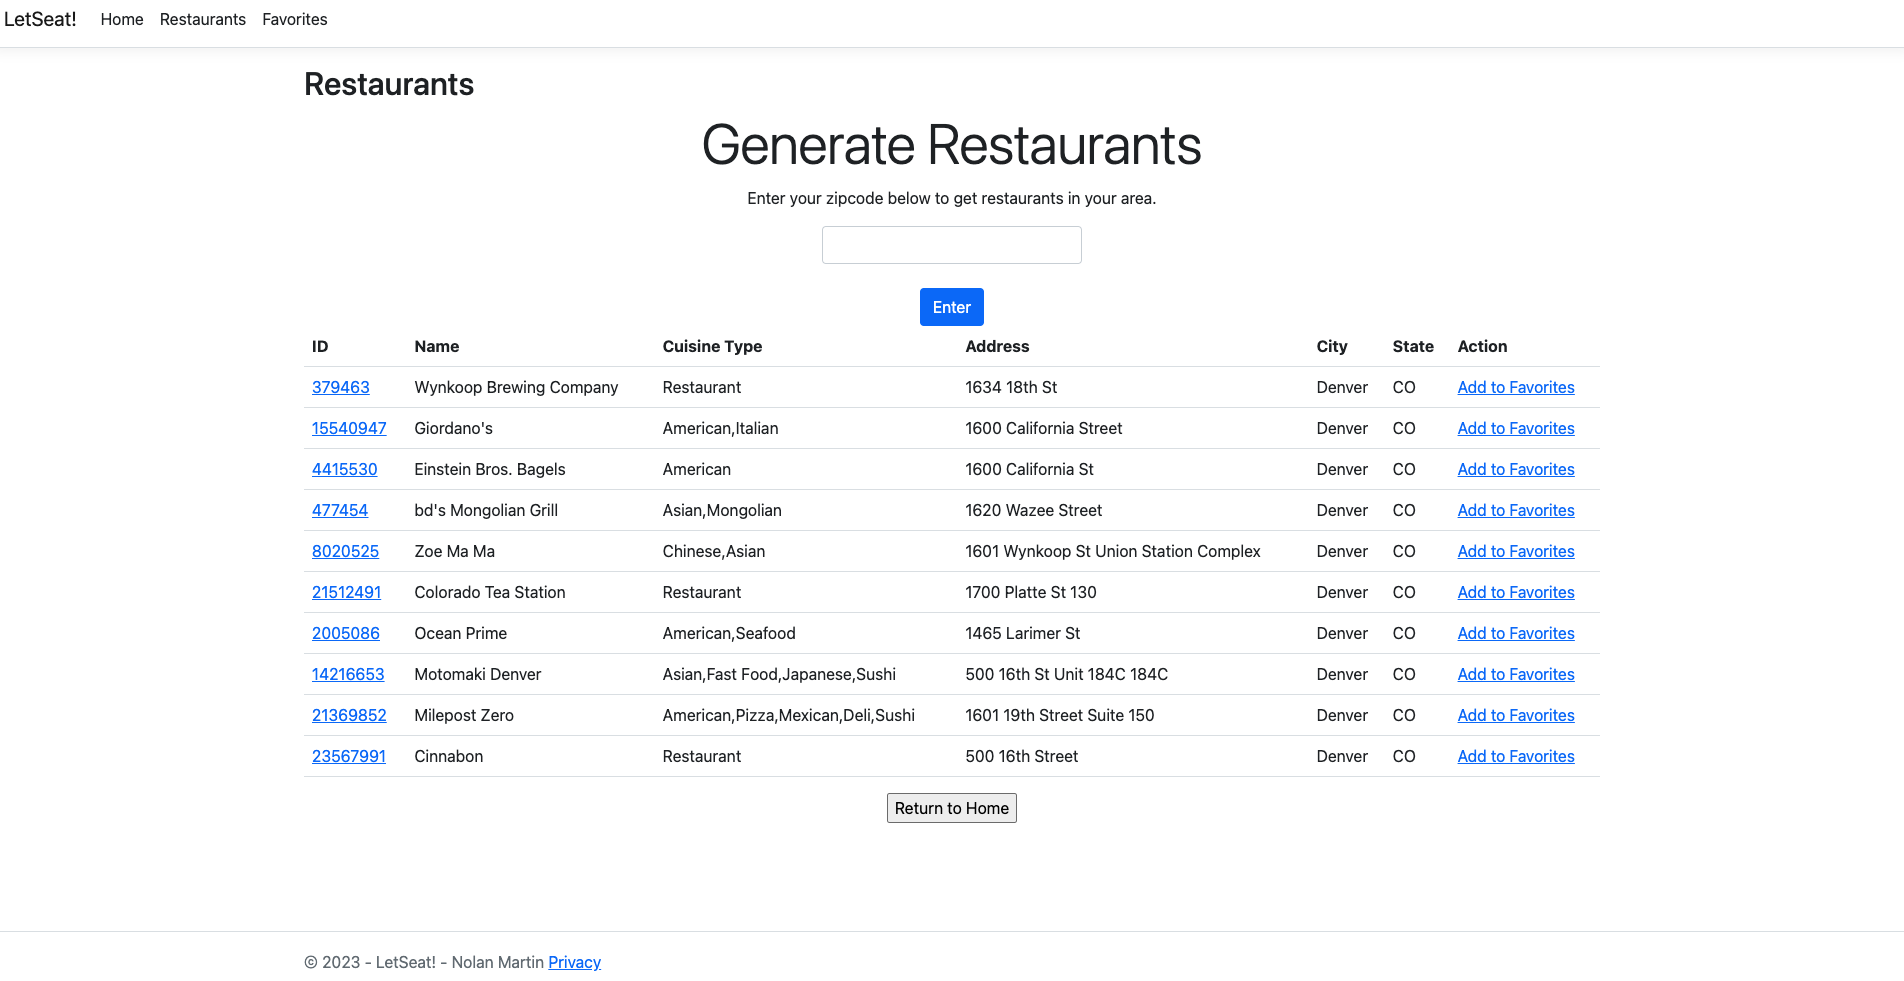 LetSeat! Home Restaurants Favorites
Restaurants
Generate Restaurants
Enter your zipcode below to get restaurants in your area.
Enter
ID Name Cuisine Type Address City State Action
379463 Wynkoop Brewing Company Restaurant 1634 18th St Denver CO Add to Favorites
15540947 Giordano's American,Italian 1600 California Street Denver CO Add to Favorites
4415530 Einstein Bros. Bagels American 1600 California St Denver CO Add to Favorites
477454 bd's Mongolian Grill Asian,Mongolian 1620 Wazee Street Denver CO Add to Favorites
8020525 Zoe Ma Ma Chinese,Asian 1601 Wynkoop St Union Station Complex Denver CO Add to Favorites
21512491 Colorado Tea Station Restaurant 1700 Platte St 130 Denver CO Add to Favorites
2005086 Ocean Prime American,Seafood 1465 Larimer St Denver CO Add to Favorites
14216653 Motomaki Denver Asian,Fast Food,Japanese,Sushi 500 16th St Unit 184C 184C Denver CO Add to Favorites
21369852 Milepost Zero American,Pizza,Mexican,Deli,Sushi 1601 19th Street Suite 150 Denver CO Add to Favorites
23567991 Cinnabon Restaurant 500 16th Street Denver CO Add to Favorites
Return to Home
© 2023 - LetSeat! - Nolan Martin Privacy